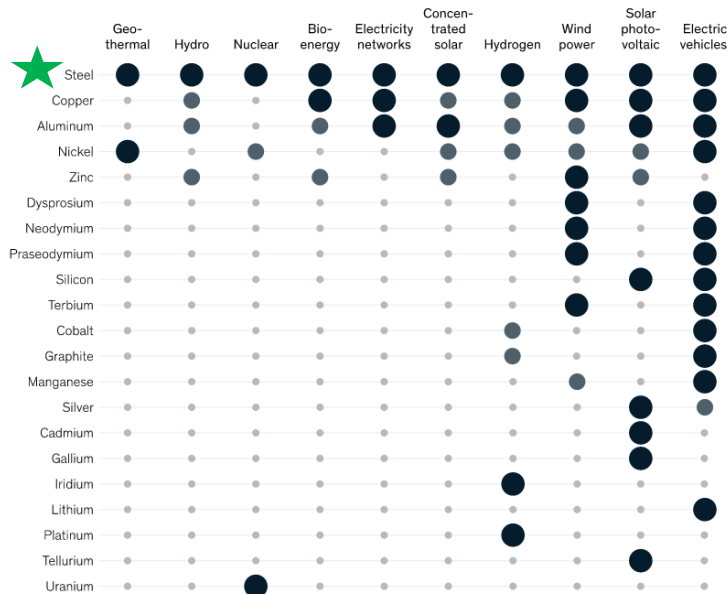 Geo-
thermal
Hydro
Nuclear
Bio-
energy
Electricity
networks
Concen-
trated
solar
Hydrogen
Wind
power
Solar
photo-
voltaic
Electric
vehicles
Steel
Copper
Aluminum
Nickel
Zinc
Dysprosium
Neodymium
Praseodymium
Silicon
Terbium
Cobalt
Graphite
Manganese
Silver
Cadmium
Gallium
Iridium
Lithium
Platinum
Tellurium
Uranium